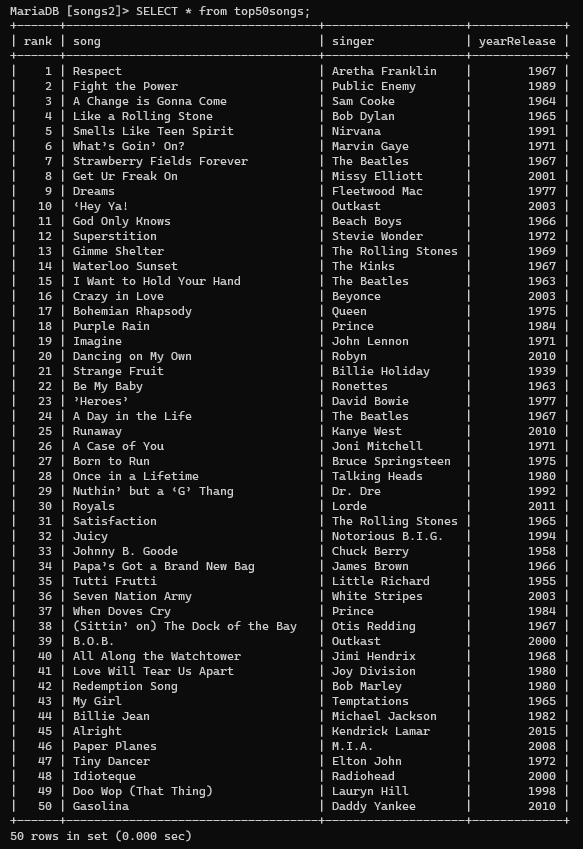 MariaDB [songs2]> SELECT * from top50songs;
+------+--------------------------------+--------------------+-------------+
| rank | song | singer | yearRelease |
+------+--------------------------------+--------------------+-------------+
| 1 | Respect | Aretha Franklin | 1967 |
| 2 | Fight the Power | Public Enemy | 1989 |
| 3 | A Change is Gonna Come | Sam Cooke | 1964 |
| 4 | Like a Rolling Stone | Bob Dylan | 1965 |
| 5 | Smells Like Teen Spirit | Nirvana | 1991 |
| 6 | What’s Goin’ On? | Marvin Gaye | 1971 |
| 7 | Strawberry Fields Forever | The Beatles | 1967 |
| 8 | Get Ur Freak On | Missy Elliott | 2001 |
| 9 | Dreams | Fleetwood Mac | 1977 |
| 10 | ‘Hey Ya! | Outkast | 2003 |
| 11 | God Only Knows | Beach Boys | 1966 |
| 12 | Superstition | Stevie Wonder | 1972 |
| 13 | Gimme Shelter | The Rolling Stones | 1969 |
| 14 | Waterloo Sunset | The Kinks | 1967 |
| 15 | I Want to Hold Your Hand | The Beatles | 1963 |
| 16 | Crazy in Love | Beyonce | 2003 |
| 17 | Bohemian Rhapsody | Queen | 1975 |
| 18 | Purple Rain | Prince | 1984 |
| 19 | Imagine | John Lennon | 1971 |
| 20 | Dancing on My Own | Robyn | 2010 |
| 21 | Strange Fruit | Billie Holiday | 1939 |
| 22 | Be My Baby | Ronettes | 1963 |
| 23 | ’Heroes’ | David Bowie | 1977 |
| 24 | A Day in the Life | The Beatles | 1967 |
| 25 | Runaway | Kanye West | 2010 |
| 26 | A Case of You | Joni Mitchell | 1971 |
| 27 | Born to Run | Bruce Springsteen | 1975 |
| 28 | Once in a Lifetime | Talking Heads | 1980 |
| 29 | Nuthin’ but a ‘G’ Thang | Dr. Dre | 1992 |
| 30 | Royals | Lorde | 2011 |
| 31 | Satisfaction | The Rolling Stones | 1965 |
| 32 | Juicy | Notorious B.I.G. | 1994 |
| 33 | Johnny B. Goode | Chuck Berry | 1958 |
| 34 | Papa’s Got a Brand New Bag | James Brown | 1966 |
| 35 | Tutti Frutti | Little Richard | 1955 |
| 36 | Seven Nation Army | White Stripes | 2003 |
| 37 | When Doves Cry | Prince | 1984 |
| 38 | (Sittin’ on) The Dock of the Bay | Otis Redding | 1967 |
| 39 | B.O.B. | Outkast | 2000 |
| 40 | All Along the Watchtower | Jimi Hendrix | 1968 |
| 41 | Love Will Tear Us Apart | Joy Division | 1980 |
| 42 | Redemption Song | Bob Marley | 1980 |
| 43 | My Girl | Temptations | 1965 |
| 44 | Billie Jean | Michael Jackson | 1982 |
| 45 | Alright | Kendrick Lamar | 2015 |
| 46 | Paper Planes | M.I.A. | 2008 |
| 47 | Tiny Dancer | Elton John | 1972 |
| 48 | Idioteque | Radiohead | 2000 |
| 49 | Doo Wop (That Thing) | Lauryn Hill | 1998 |
| 50 | Gasolina | Daddy Yankee | 2010 |
+------+--------------------------------+--------------------+-------------+
50 rows in set (0.000 sec)